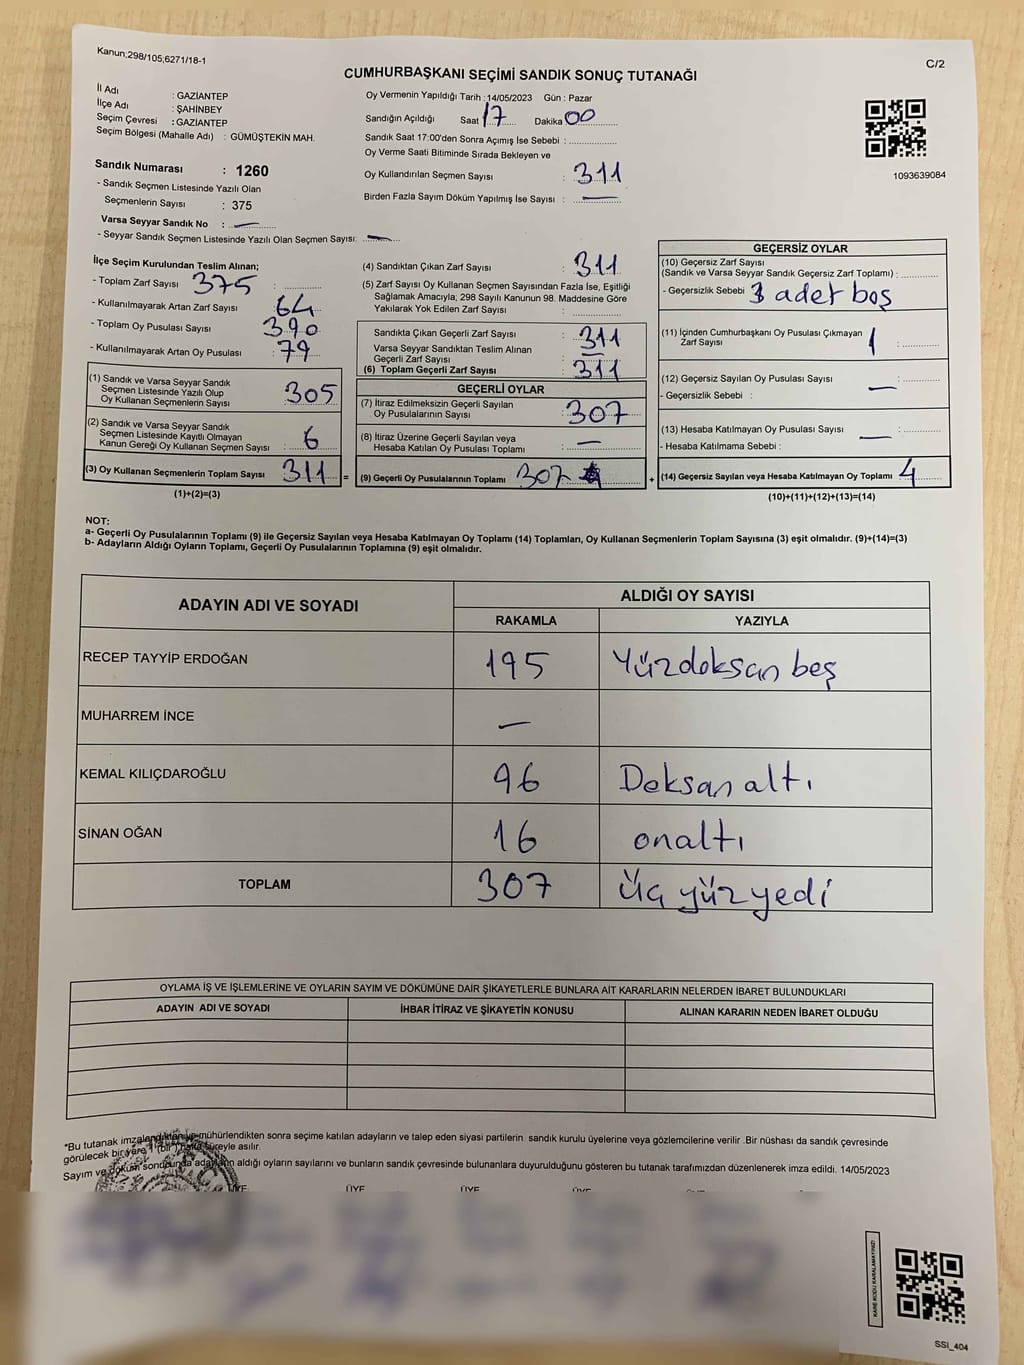 Kanun;298/105,6271/18-1
C/2
CUMHURBAŞKANI SEÇİMİ SANDIK SONUÇ TUTANAĞI
İl Adı : GAZİANTEP
İlçe Adı : ŞAHİNBEY
Seçim Çevresi : GAZİANTEP
Seçim Bölgesi (Mahalle Adı) : GÜMÜŞTEKİN MAH.
Sandık Numarası : 1260
- Sandık Seçmen Listesinde Yazılı Olan
Seçmenlerin Sayısı : 375
Varsa Seyyar Sandık No : —
- Seyyar Sandık Seçmen Listesinde Yazılı Olan Seçmen Sayısı: —
Oy Vermenin Yapıldığı Tarih : 14/05/2023 Gün : Pazar
Sandığın Açıldığı Saat 17 Dakika 00
Sandık Saat 17:00'den Sonra Açımış İse Sebebi :
Oy Verme Saati Bitiminde Sırada Bekleyen ve
Oy Kullandırılan Seçmen Sayısı : 311
Birden Fazla Sayım Döküm Yapılmış İse Sayısı : —
1093639084
İlçe Seçim Kurulundan Teslim Alınan;
- Toplam Zarf Sayısı 375 :
- Kullanılmayarak Artan Zarf Sayısı : 64
- Toplam Oy Pusulası Sayısı : 390
- Kullanılmayarak Artan Oy Pusulası : 79
(1) Sandık ve Varsa Seyyar Sandık
Seçmen Listesinde Yazılı Olup
Oy Kullanan Seçmenlerin Sayısı : 305
(2) Sandık ve Varsa Seyyar Sandık
Seçmen Listesinde Kayıtlı Olmayan
Kanun Gereği Oy Kullanan Seçmen Sayısı : 6
(3) Oy Kullanan Seçmenlerin Toplam Sayısı 311 =
(1)+(2)=(3)
(4) Sandıktan Çıkan Zarf Sayısı : 311
(5) Zarf Sayısı Oy Kullanan Seçmen Sayısından Fazla İse, Eşitliği
Sağlamak Amacıyla; 298 Sayılı Kanunun 98. Maddesine Göre
Yakılarak Yok Edilen Zarf Sayısı :
Sandıkta Çıkan Geçerli Zarf Sayısı : 311
Varsa Seyyar Sandıktan Teslim Alınan
Geçerli Zarf Sayısı : —
(6) Toplam Geçerli Zarf Sayısı : 311
GEÇERLİ OYLAR
(7) İtiraz Edilmeksizin Geçerli Sayılan
Oy Pusulalarının Sayısı : 307
(8) İtiraz Üzerine Geçerli Sayılan veya
Hesaba Katılan Oy Pusulası Toplamı : —
(9) Geçerli Oy Pusulalarının Toplamı 307 +
GEÇERSİZ OYLAR
(10) Geçersiz Zarf Sayısı
(Sandık ve Varsa Seyyar Sandık Geçersiz Zarf Toplamı) :
- Geçersizlik Sebebi : 3 adet boş
(11) İçinden Cumhurbaşkanı Oy Pusulası Çıkmayan
Zarf Sayısı 1 :
(12) Geçersiz Sayılan Oy Pusulası Sayısı — :
- Geçersizlik Sebebi :
(13) Hesaba Katılmayan Oy Pusulası Sayısı — :
- Hesaba Katılmama Sebebi :
(14) Geçersiz Sayılan veya Hesaba Katılmayan Oy Toplamı : 4
(10)+(11)+(12)+(13)=(14)
NOT:
a- Geçerli Oy Pusulalarının Toplamı (9) ile Geçersiz Sayılan veya Hesaba Katılmayan Oy Toplamı (14) Toplamları, Oy Kullanan Seçmenlerin Toplam Sayısına (3) eşit olmalıdır. (9)+(14)=(3)
b- Adayların Aldığı Oyların Toplamı, Geçerli Oy Pusulalarının Toplamına (9) eşit olmalıdır.
ADAYIN ADI VE SOYADI
ALDIĞI OY SAYISI
RAKAMLA YAZIYLA
RECEP TAYYİP ERDOĞAN 195 Yüzdoksan beş
MUHARREM İNCE —
KEMAL KILIÇDAROĞLU 96 Doksan altı
SİNAN OĞAN 16 onaltı
TOPLAM 307 Üç yüz yedi
OYLAMA İŞ VE İŞLEMLERİNE VE OYLARIN SAYIM VE DÖKÜMÜNE DAİR ŞİKAYETLERLE BUNLARA AİT KARARLARIN NELERDEN İBARET BULUNDUKLARI
ADAYIN ADI VE SOYADI İHBAR İTİRAZ VE ŞİKAYETİN KONUSU ALINAN KARARIN NEDEN İBARET OLDUĞU
"Bu tutanak imzalandıktan ve mühürlendikten sonra seçime katılan adayların ve talep eden siyasi partilerin sandık kurulu üyelerine veya gözlemcilerine verilir .Bir nüshası da sandık çevresinde
görülecek bir yere 1 (bir) hafta süreyle asılır.
Sayım ve döküm sonucunda adayların aldığı oyların sayılarını ve bunların sandık çevresinde bulunanlara duyurulduğunu gösteren bu tutanak tarafımızdan düzenlenerek imza edildi. 14/05/2023
ÜYE ÜYE ÜYE ÜYE ÜYE
KARE KODU KARALAMAYINIZ!
SSİ_404